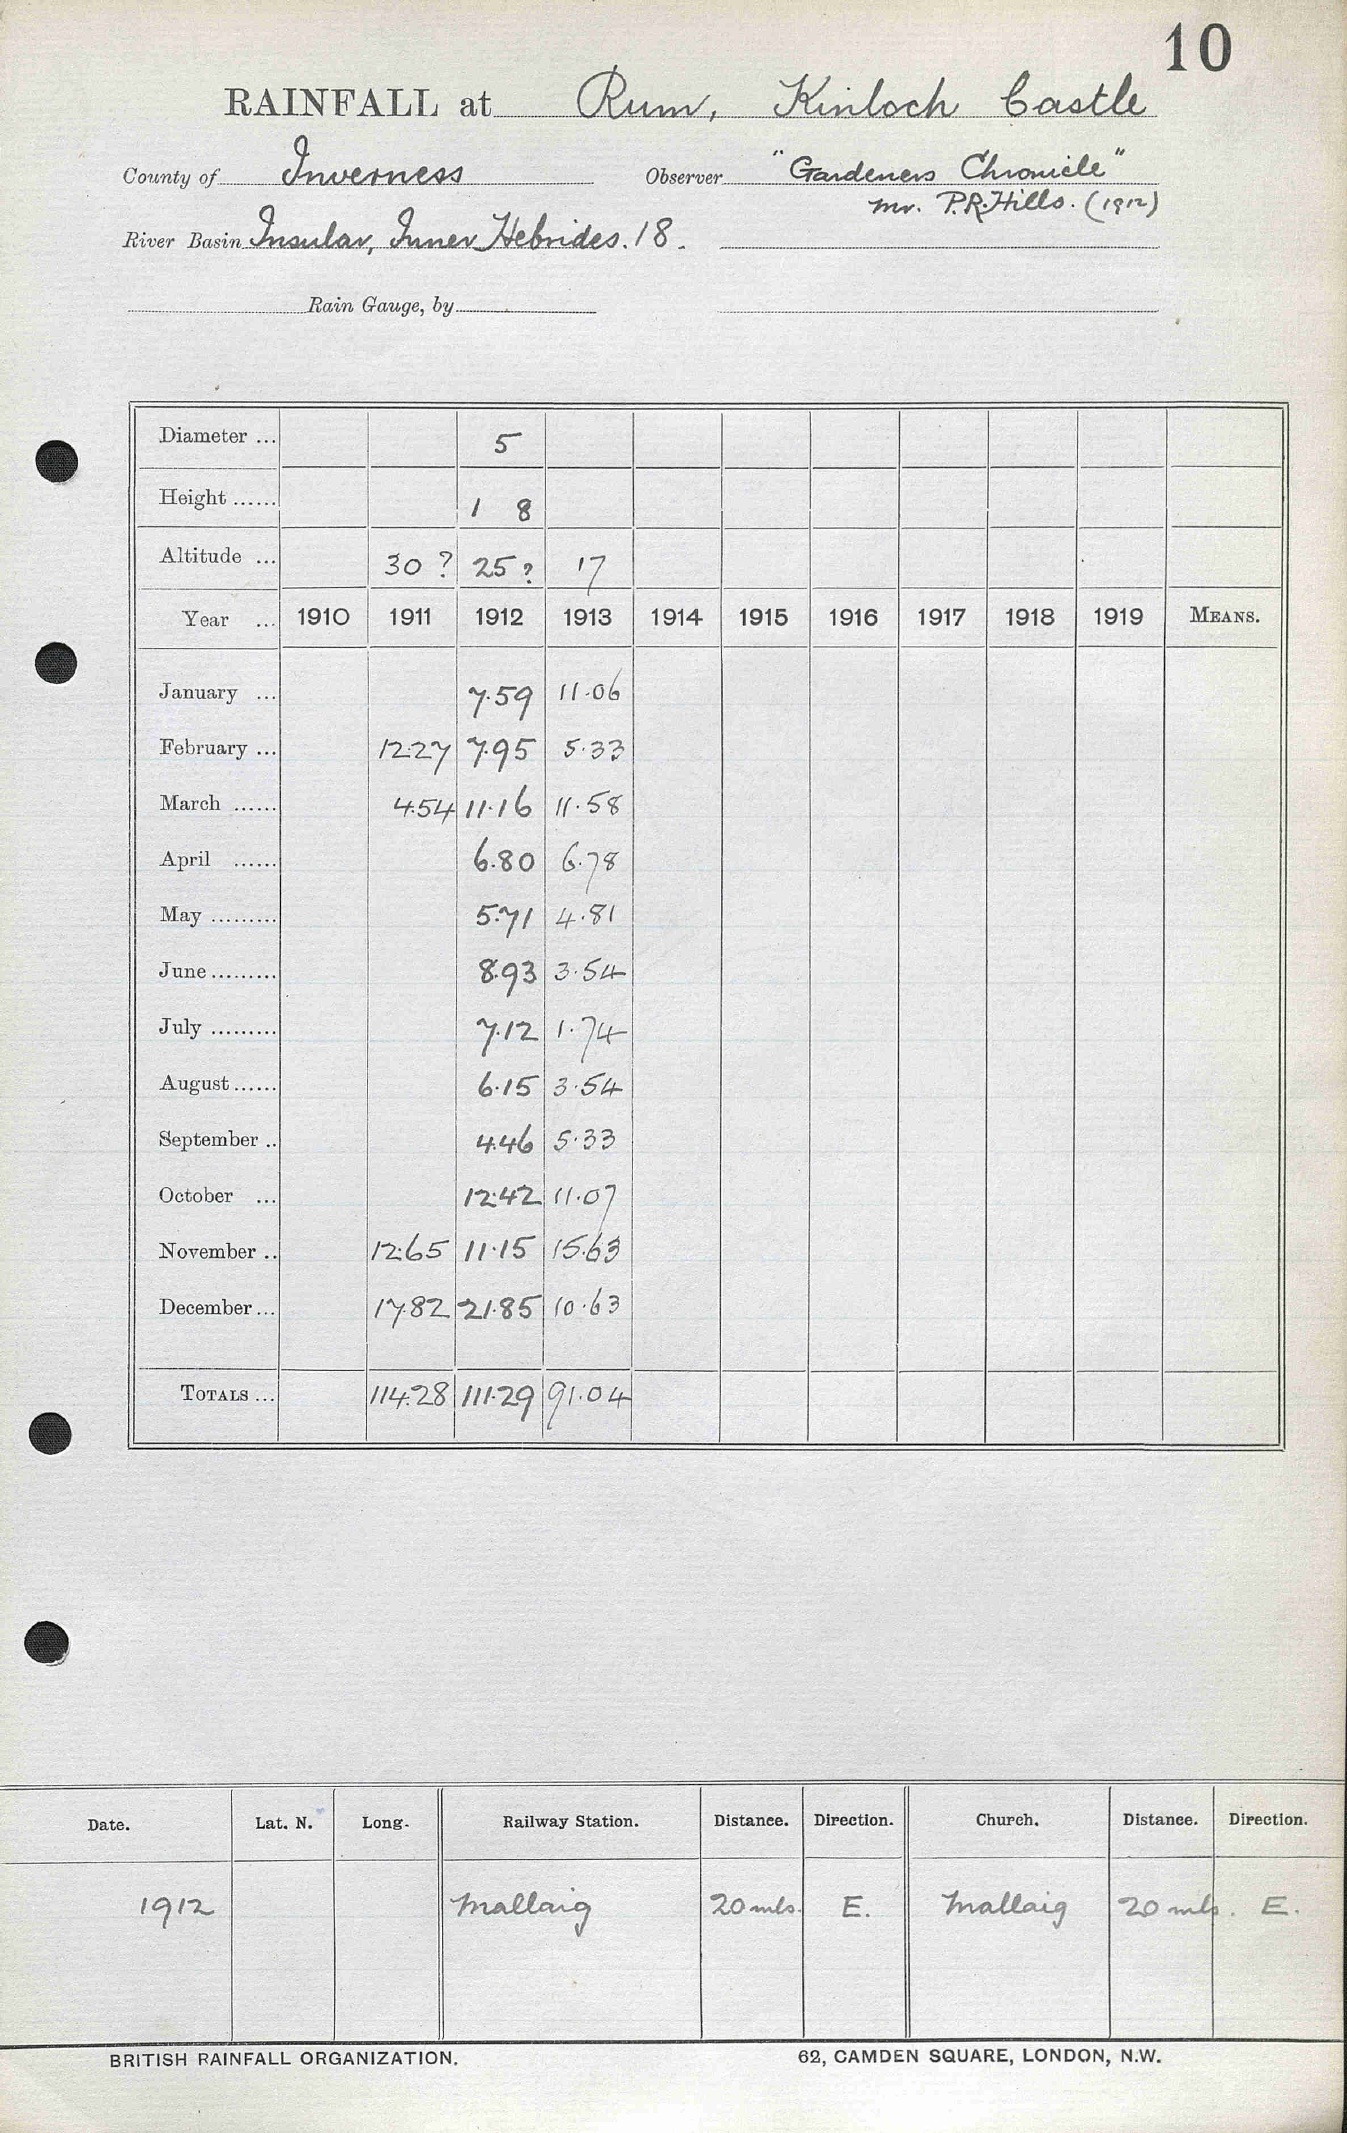 10
RAINFALL at Rum, Kinloch Castle
County of Inverness Observer "Gardeners Chronicle"
Mr. P.R. Hills. (1912)
River Basin Insular, Inner Hebrides. 18.
Rain Gauge, by
Diameter ... 5
Height ...... 1 8
Altitude ... 30 ? 25 ? 17
Year ... 1910 1911 1912 1913 1914 1915 1916 1917 1918 1919 MEANS.
January ... 7.59 11.06
February ... 12.27 7.95 5.33
March ...... 4.54 11.16 11.58
April ...... 6.80 6.78
May ......... 5.71 4.81
June ......... 8.93 3.54
July ......... 7.12 1.74
August ...... 6.15 3.54
September .. 4.46 5.33
October ... 12.42 11.07
November .. 12.65 11.15 15.63
December ... 17.82 21.85 10.63
TOTALS ... 114.28 111.29 91.04
Date. Lat. N. Long. Railway Station. Distance. Direction. Church. Distance. Direction.
1912 Mallaig 20 mls. E. Mallaig 20 mls. E.
BRITISH RAINFALL ORGANIZATION. 62, CAMDEN SQUARE, LONDON, N.W.